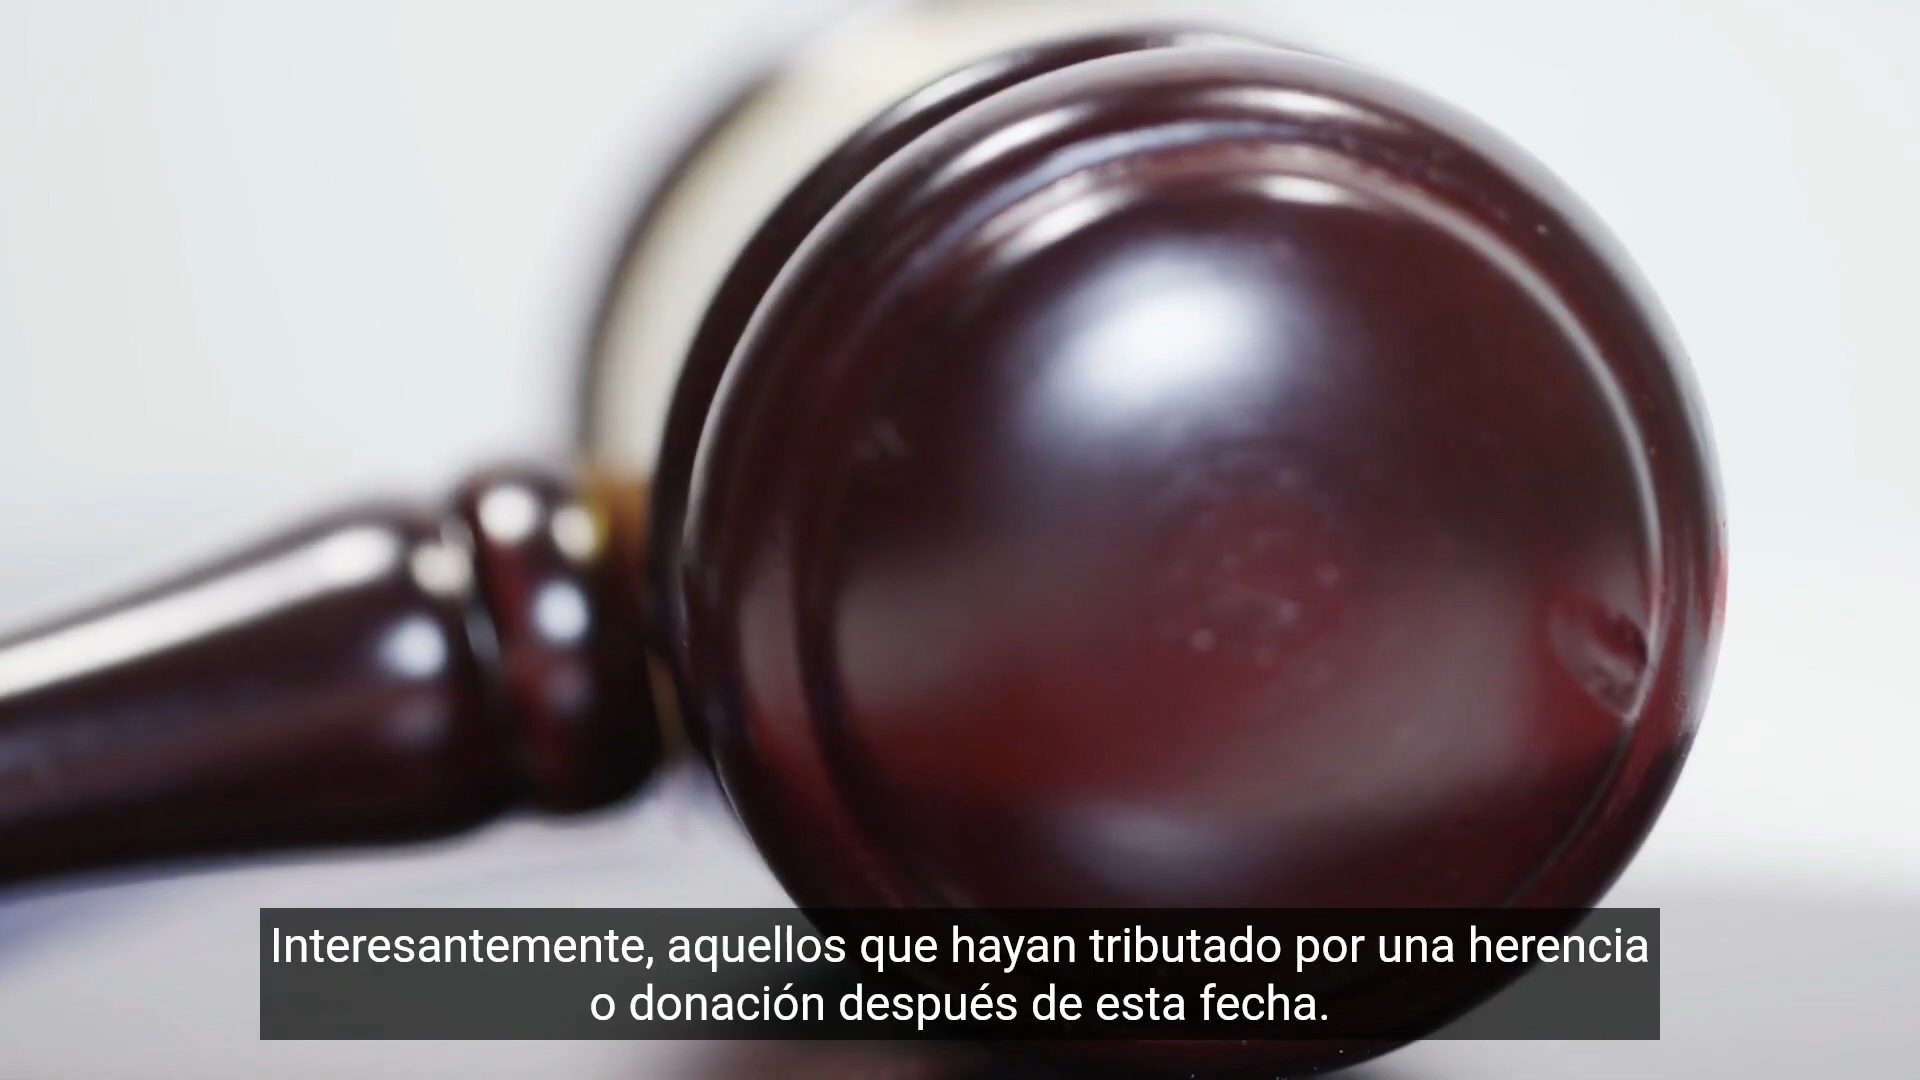 Interesantemente, aquellos que hayan tributado por una herencia
o donación después de esta fecha.